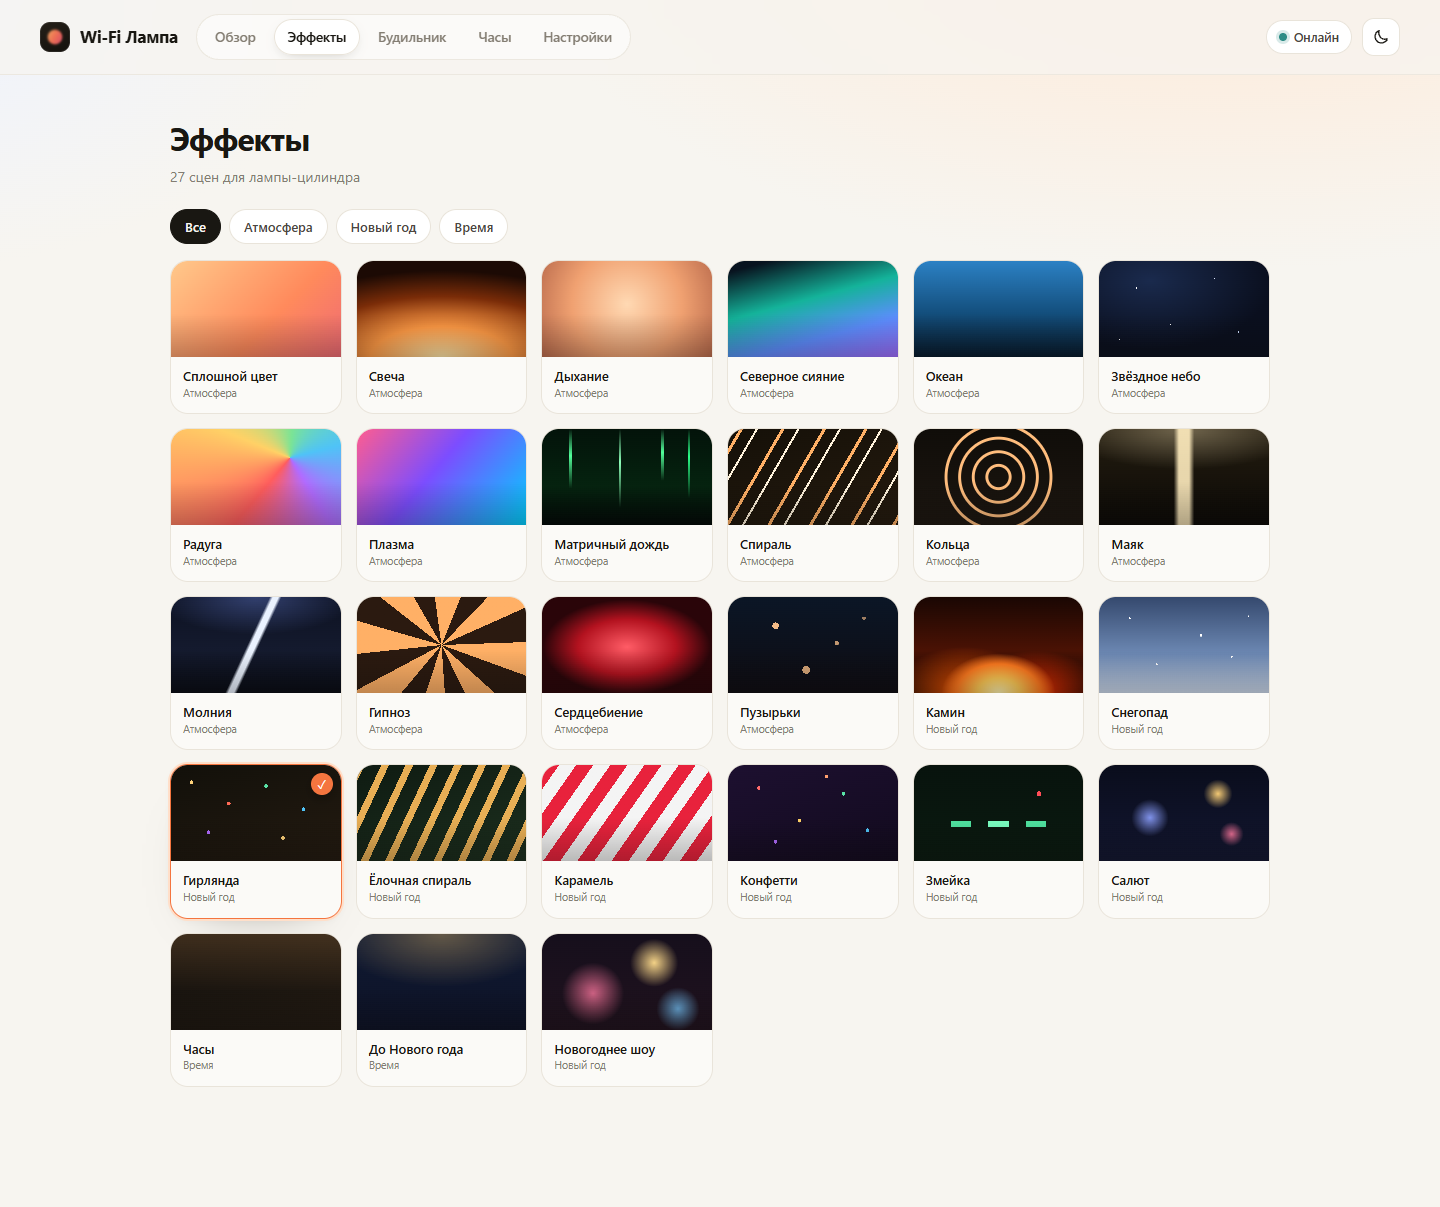 Wi-Fi Лампа
Обзор
Эффекты
Будильник
Часы
Настройки
Онлайн
Эффекты
27 сцен для лампы-цилиндра
Все
Атмосфера
Новый год
Время
Сплошной цвет
Атмосфера
Свеча
Атмосфера
Дыхание
Атмосфера
Северное сияние
Атмосфера
Океан
Атмосфера
Звёздное небо
Атмосфера
Радуга
Атмосфера
Плазма
Атмосфера
Матричный дождь
Атмосфера
Спираль
Атмосфера
Кольца
Атмосфера
Маяк
Атмосфера
Молния
Атмосфера
Гипноз
Атмосфера
Сердцебиение
Атмосфера
Пузырьки
Атмосфера
Камин
Новый год
Снегопад
Новый год
Гирлянда
Новый год
Ёлочная спираль
Новый год
Карамель
Новый год
Конфетти
Новый год
Змейка
Новый год
Салют
Новый год
Часы
Время
До Нового года
Время
Новогоднее шоу
Новый год